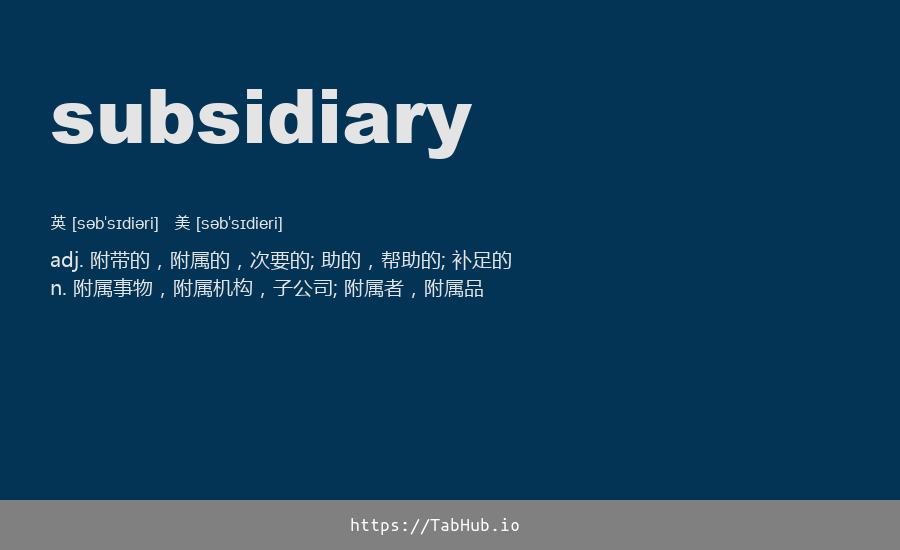 subsidiary
英 [səbˈsɪdiəri]   美 [səbˈsɪdieri]
adj. 附带的，附属的，次要的; 助的，帮助的; 补足的
n. 附属事物，附属机构，子公司; 附属者，附属品
https://TabHub.io